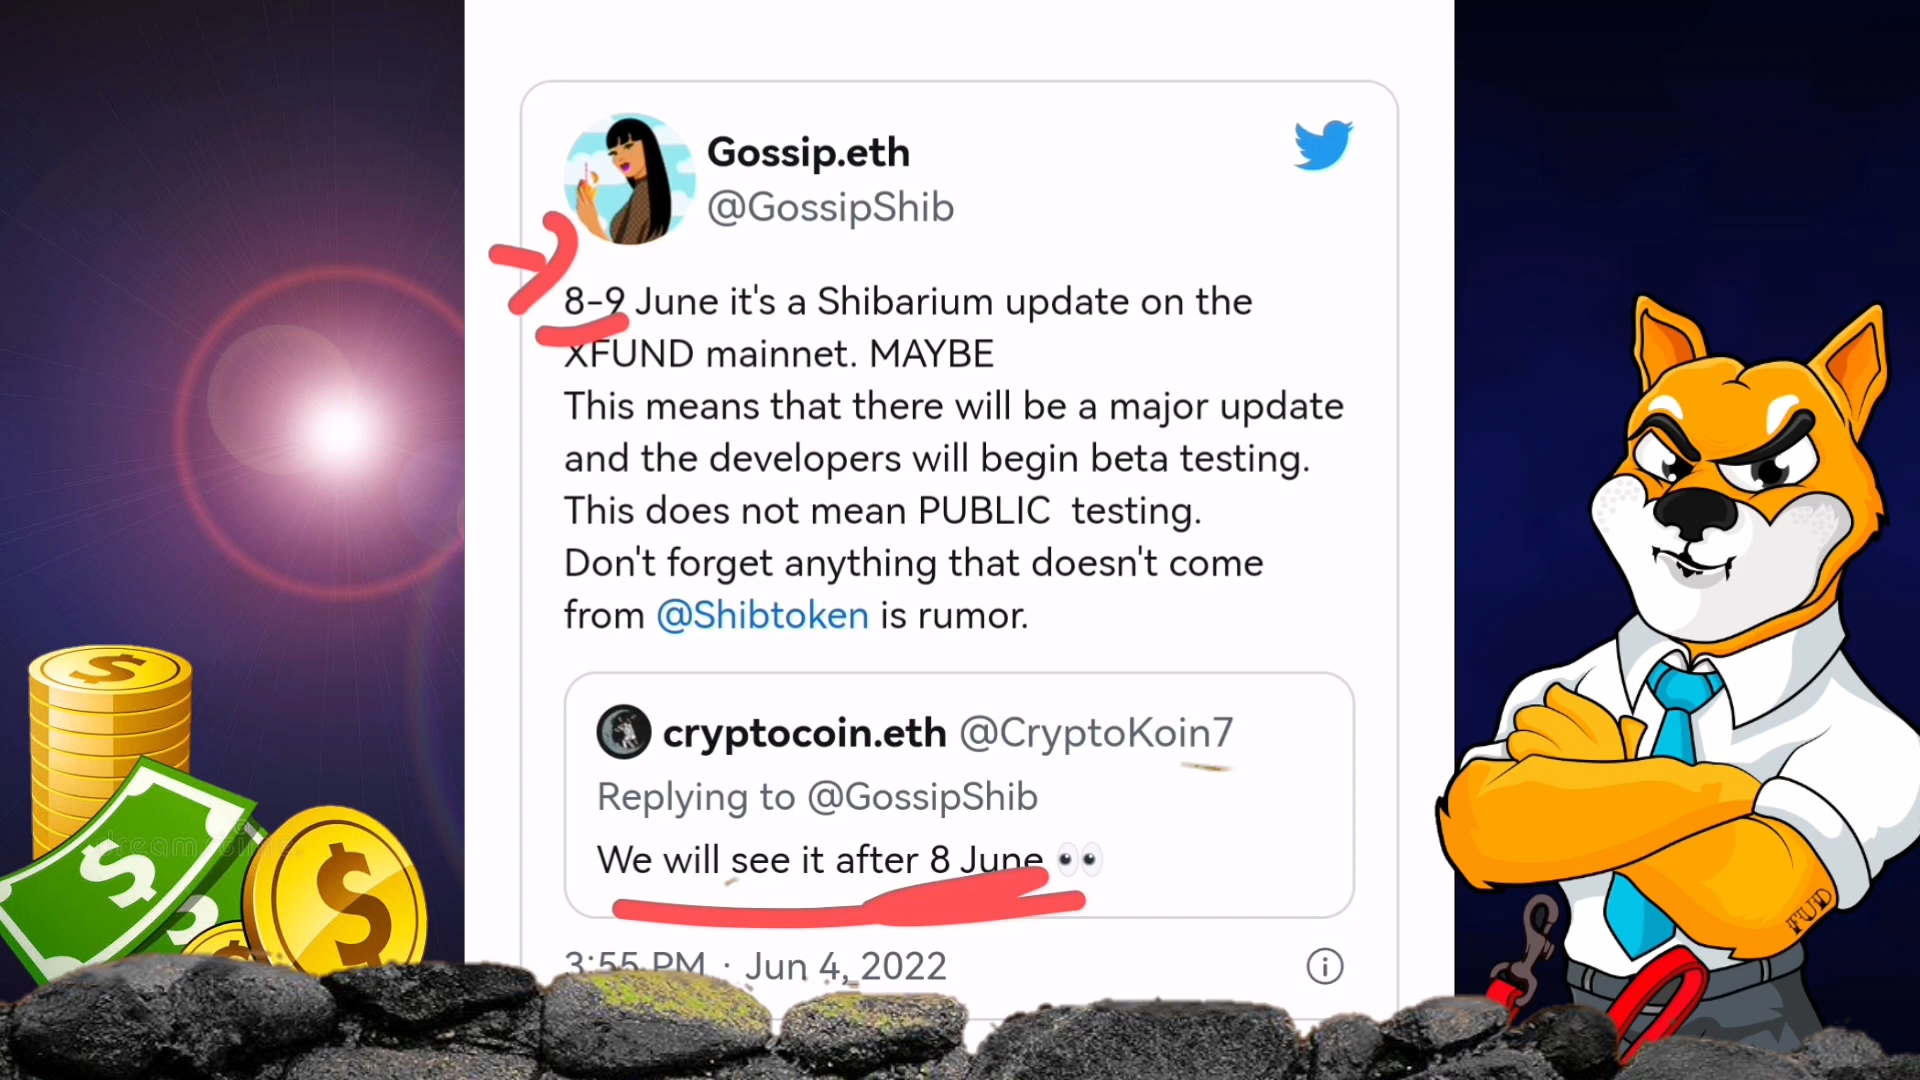 Gossip.eth
@GossipShib
8-9 June it's a Shibarium update on the
XFUND mainnet. MAYBE
This means that there will be a major update
and the developers will begin beta testing.
This does not mean PUBLIC testing.
Don't forget anything that doesn't come
from @Shibtoken is rumor.
cryptocoin.eth @CryptoKoin7
Replying to @GossipShib
We will see it after 8 June 👀
3:55 PM · Jun 4, 2022
FUD